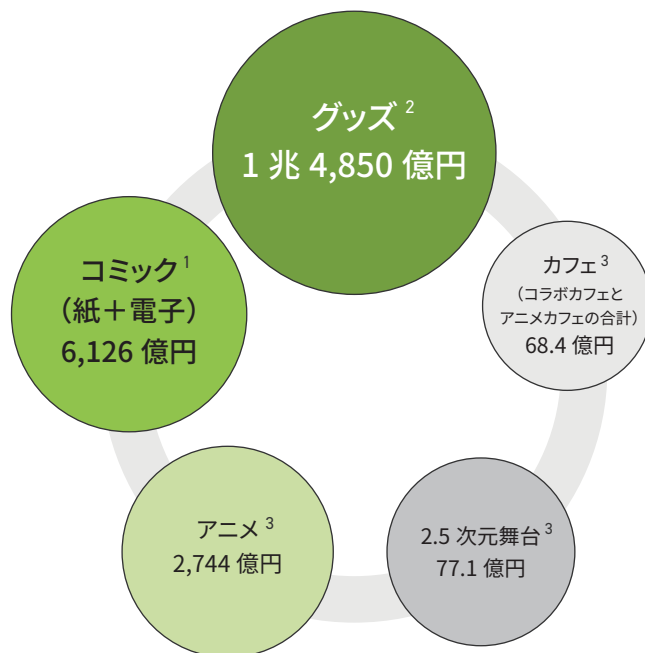 グッズ 2
1 兆 4,850 億円
コミック 1
（紙＋電子）
6,126 億円
カフェ 3
（コラボカフェと
アニメカフェの合計）
68.4 億円
アニメ 3
2,744 億円
2.5 次元舞台 3
77.1 億円